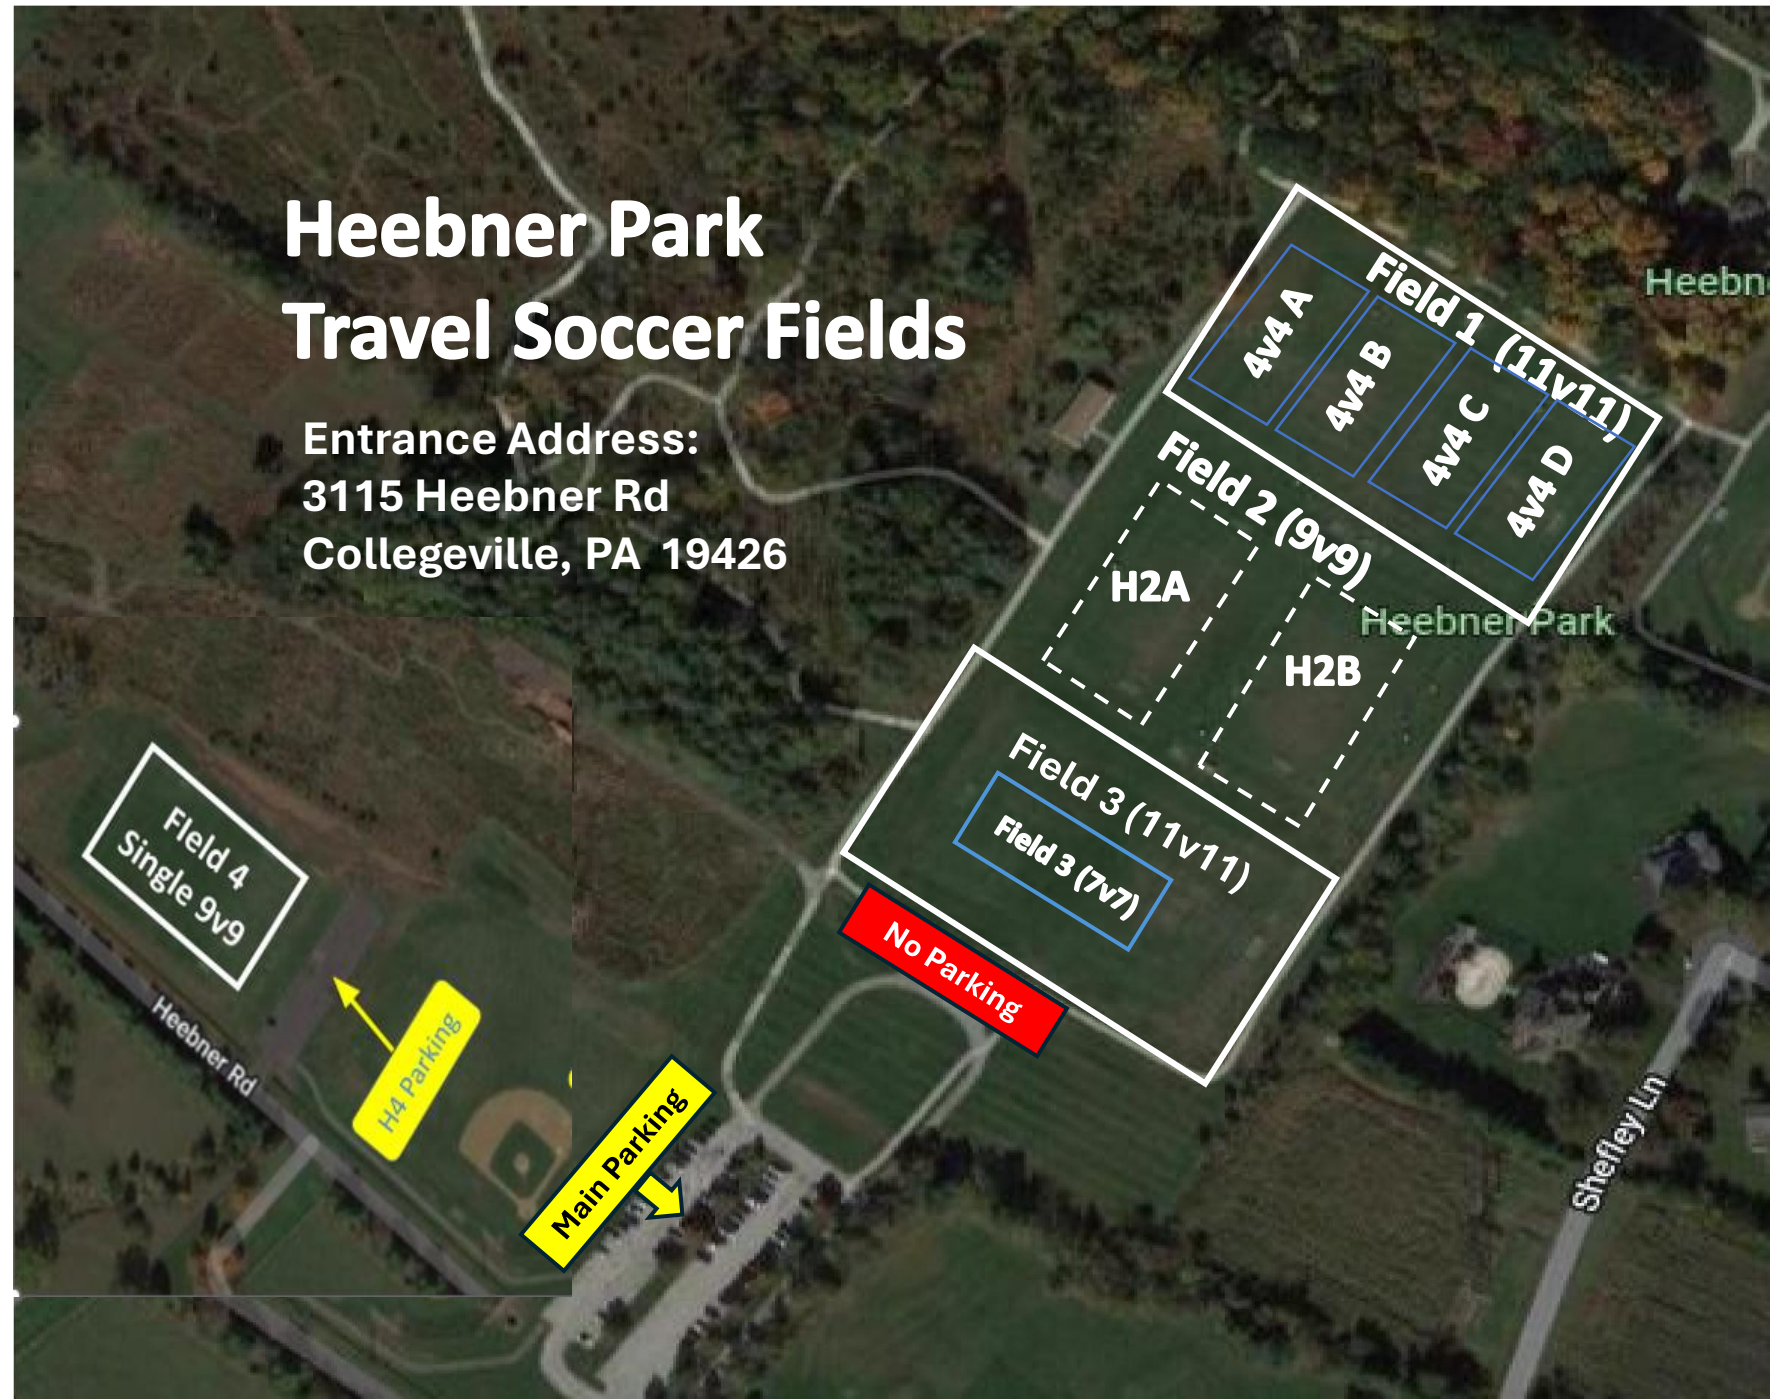 Heebner Park
Travel Soccer Fields
Entrance Address:
3115 Heebner Rd
Collegeville, PA 19426
Heebn
Field 1 (11v11)
4v4 A
4v4 B
4v4 C
4v4 D
Field 2 (9v9)
H2A
H2B
Heebner Park
Field 3 (11v11)
Field 3 (7v7)
No Parking
FIeld 4
Single 9v9
H4 Parking
Heebner Rd
Main Parking
Shefley Ln